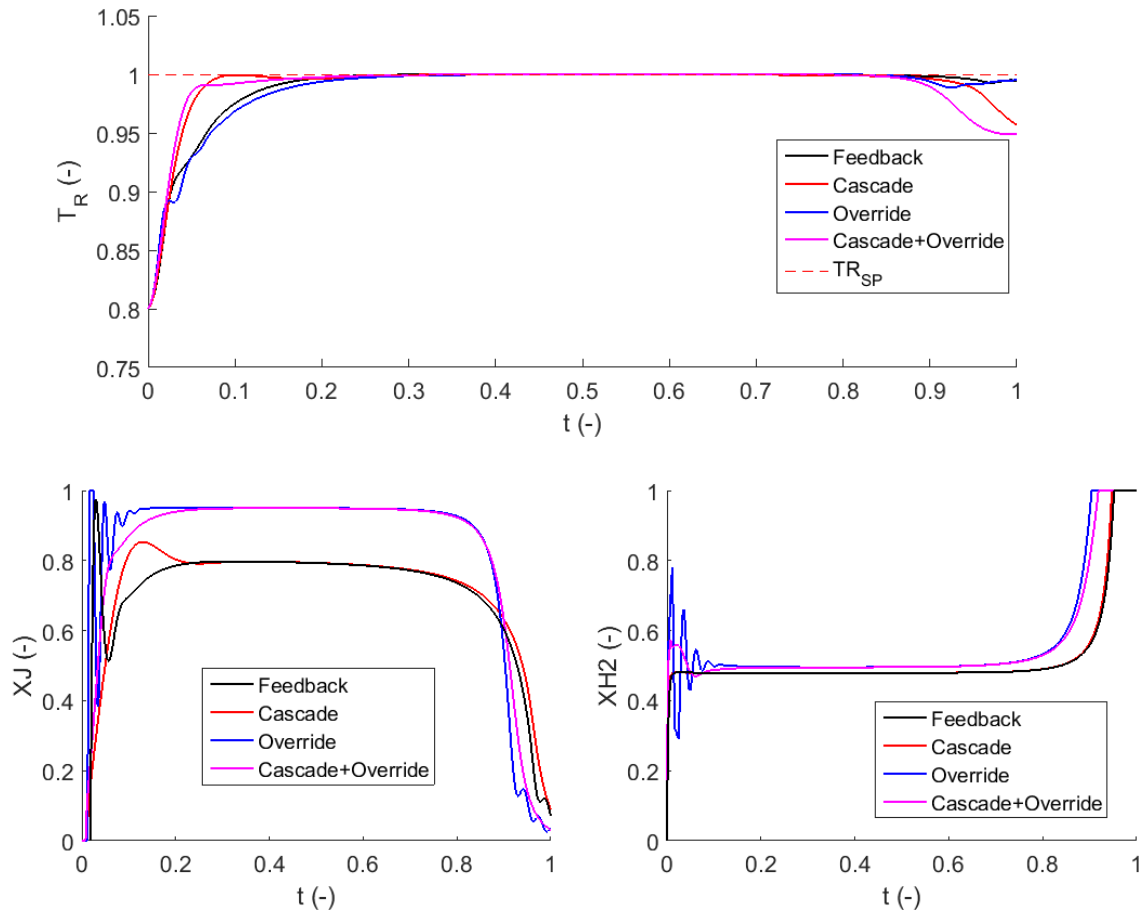 1.05
1
0.95
0.9
0.85
0.8
0.75
T_R (-)
0 0.1 0.2 0.3 0.4 0.5 0.6 0.7 0.8 0.9 1
t (-)
Feedback
Cascade
Override
Cascade+Override
TR_SP
1
0.8
0.6
0.4
0.2
0
XJ (-)
0 0.2 0.4 0.6 0.8 1
t (-)
Feedback
Cascade
Override
Cascade+Override
1
0.8
0.6
0.4
0.2
0
XH2 (-)
0 0.2 0.4 0.6 0.8 1
t (-)
Feedback
Cascade
Override
Cascade+Override